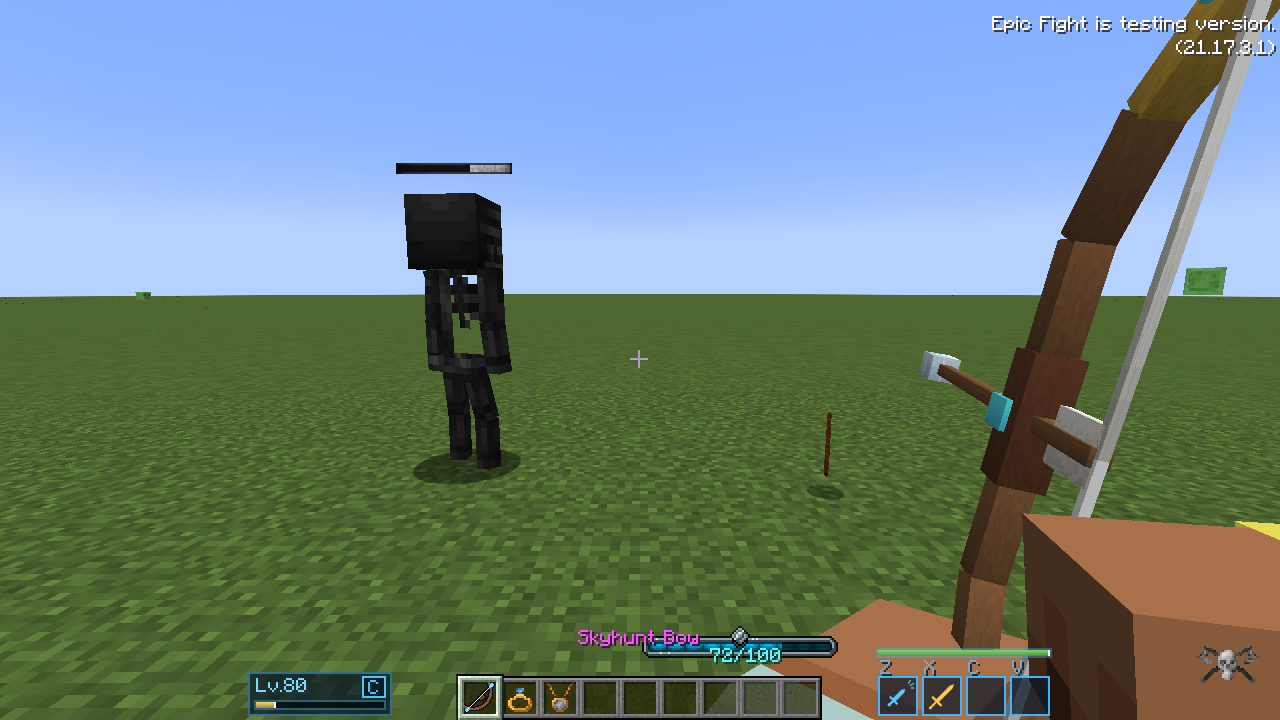 Epic Fight is testing version.
(21.17.3.1)
Skyhunt Bow
72/100
Lv.80
C
Z X C V